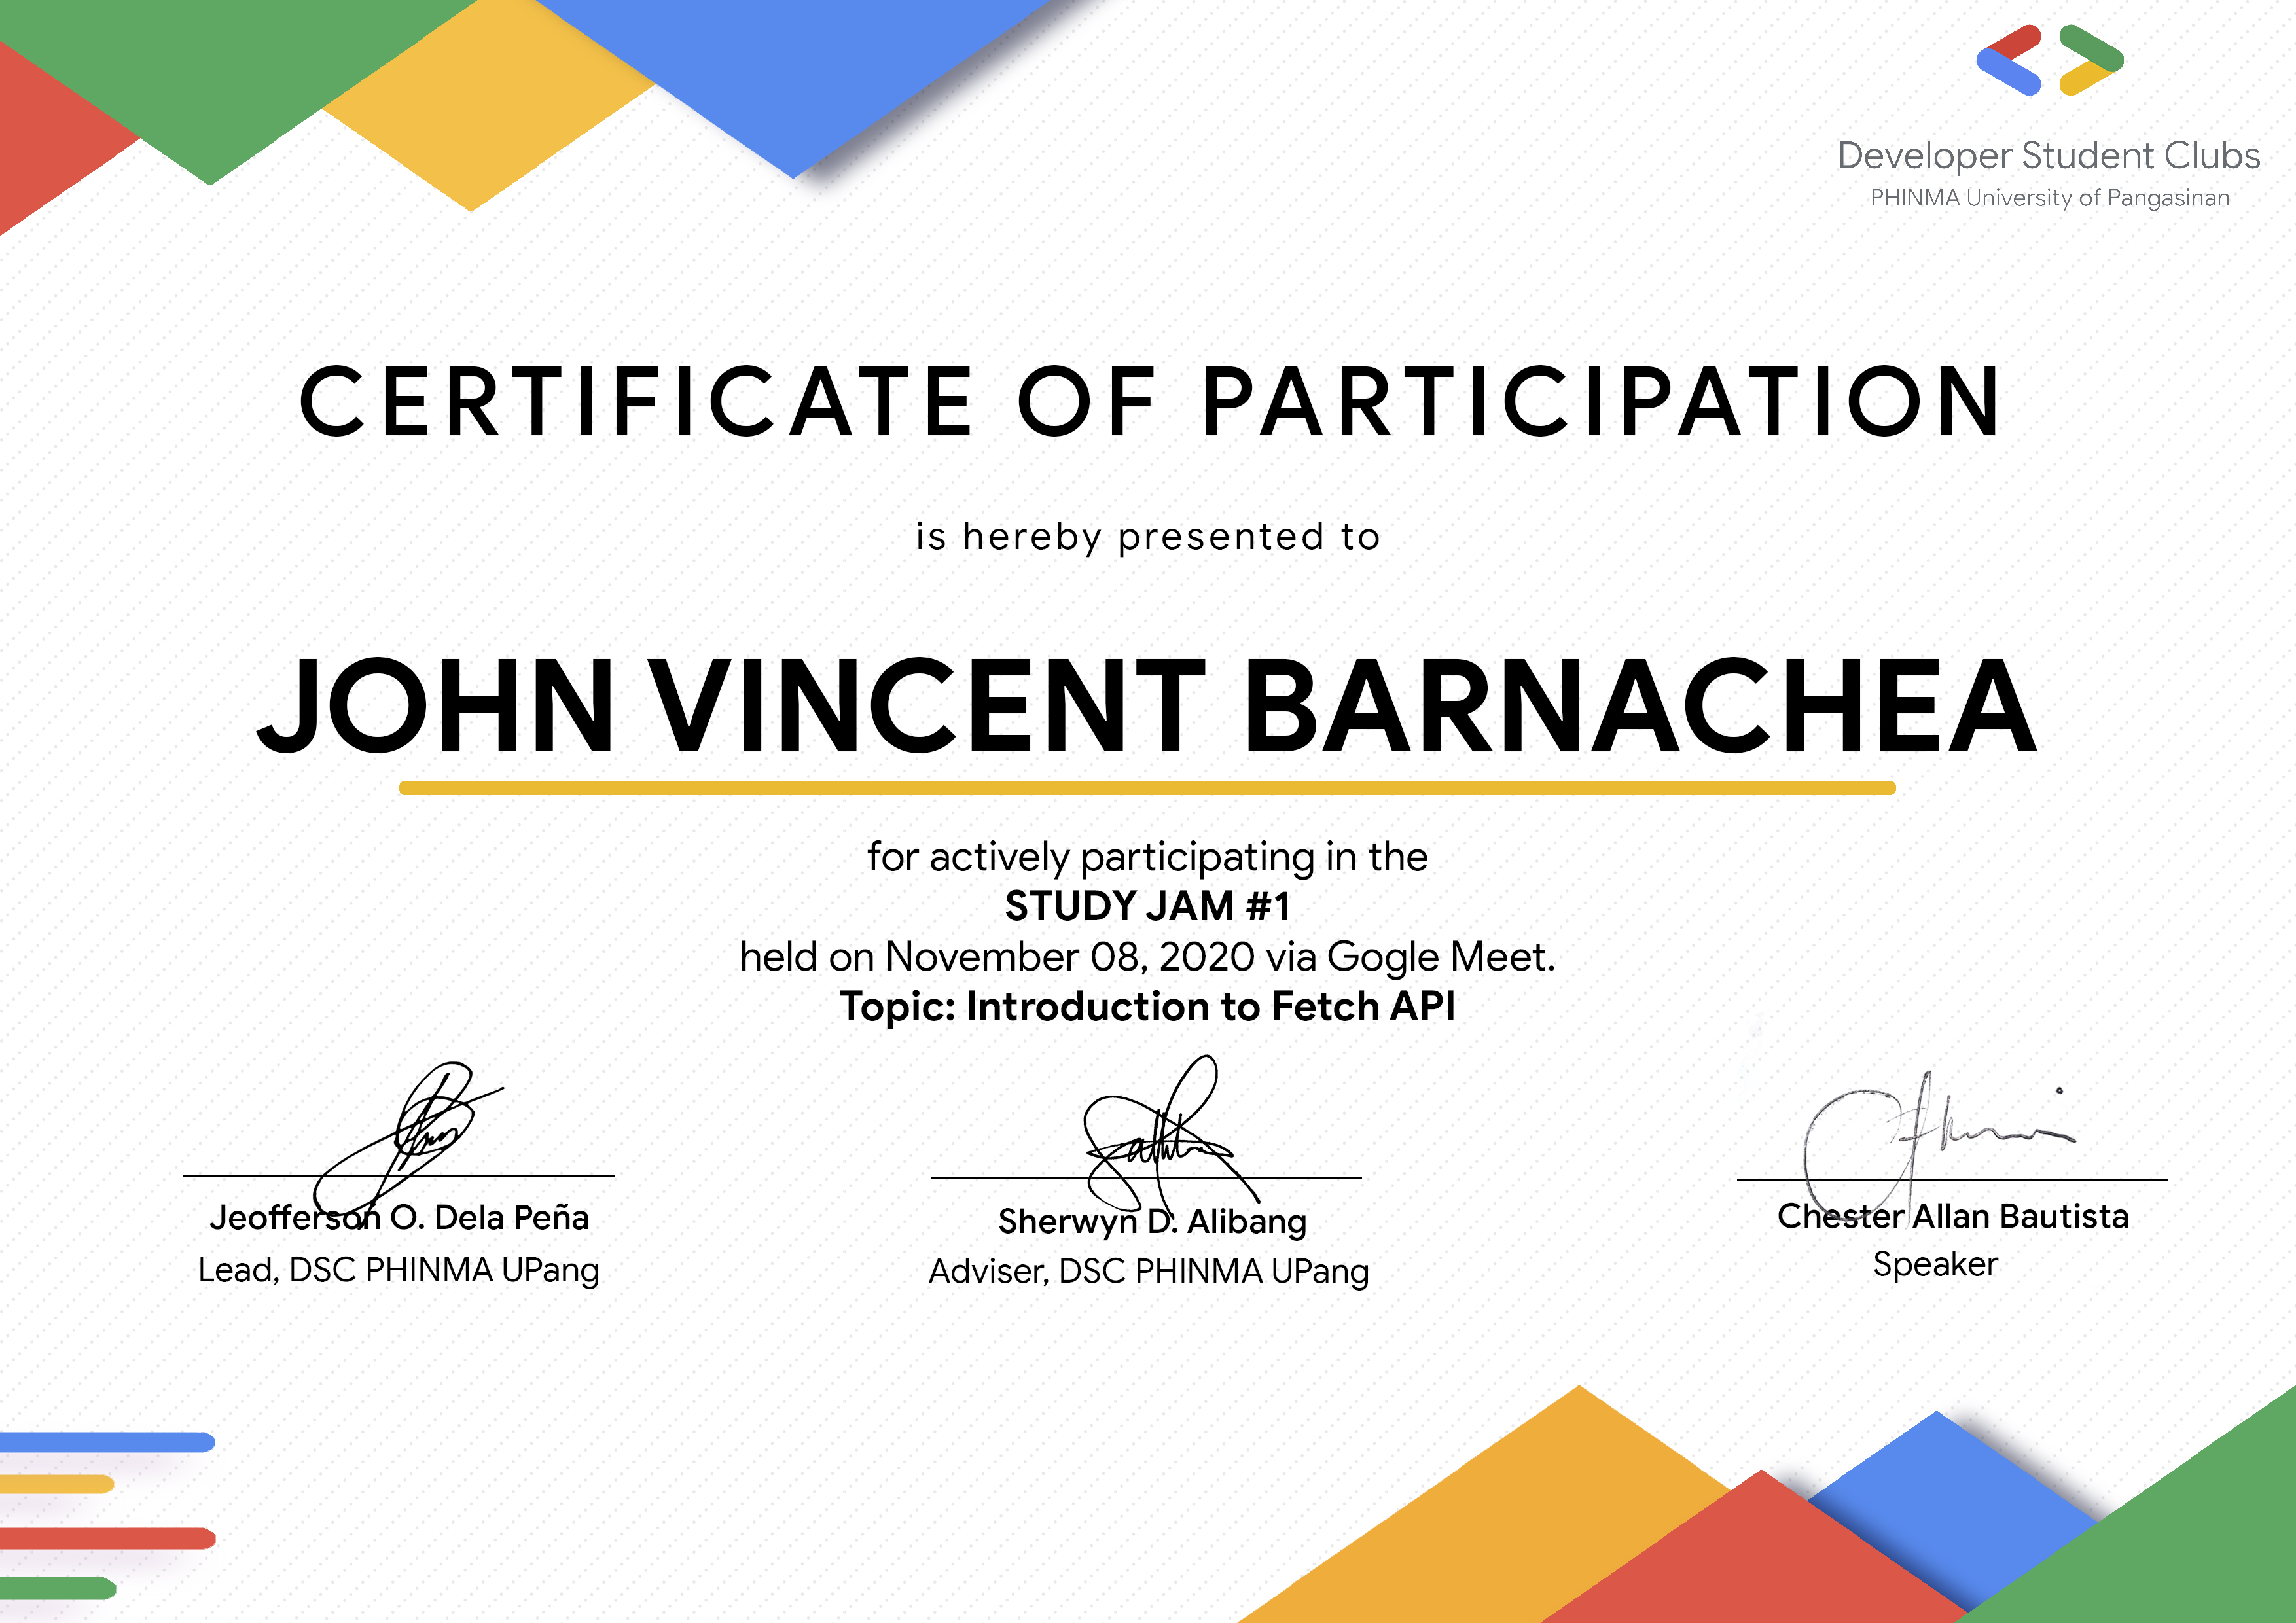 Developer Student Clubs
PHINMA University of Pangasinan
CERTIFICATE OF PARTICIPATION
is hereby presented to
JOHN VINCENT BARNACHEA
for actively participating in the
STUDY JAM #1
held on November 08, 2020 via Gogle Meet.
Topic: Introduction to Fetch API
Jeofferson O. Dela Peña
Lead, DSC PHINMA UPang
Sherwyn D. Alibang
Adviser, DSC PHINMA UPang
Chester Allan Bautista
Speaker